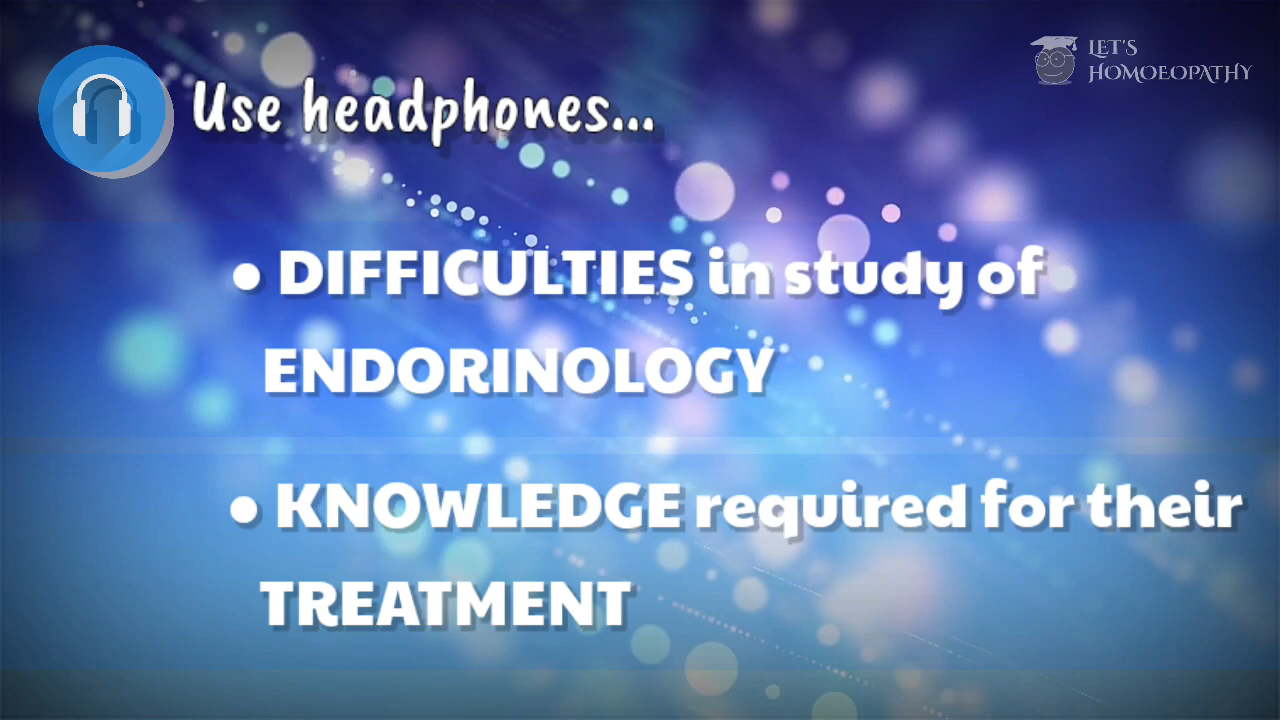 LET'S
HOMOEOPATHY
Use headphones...
• DIFFICULTIES in study of
ENDORINOLOGY
• KNOWLEDGE required for their
TREATMENT